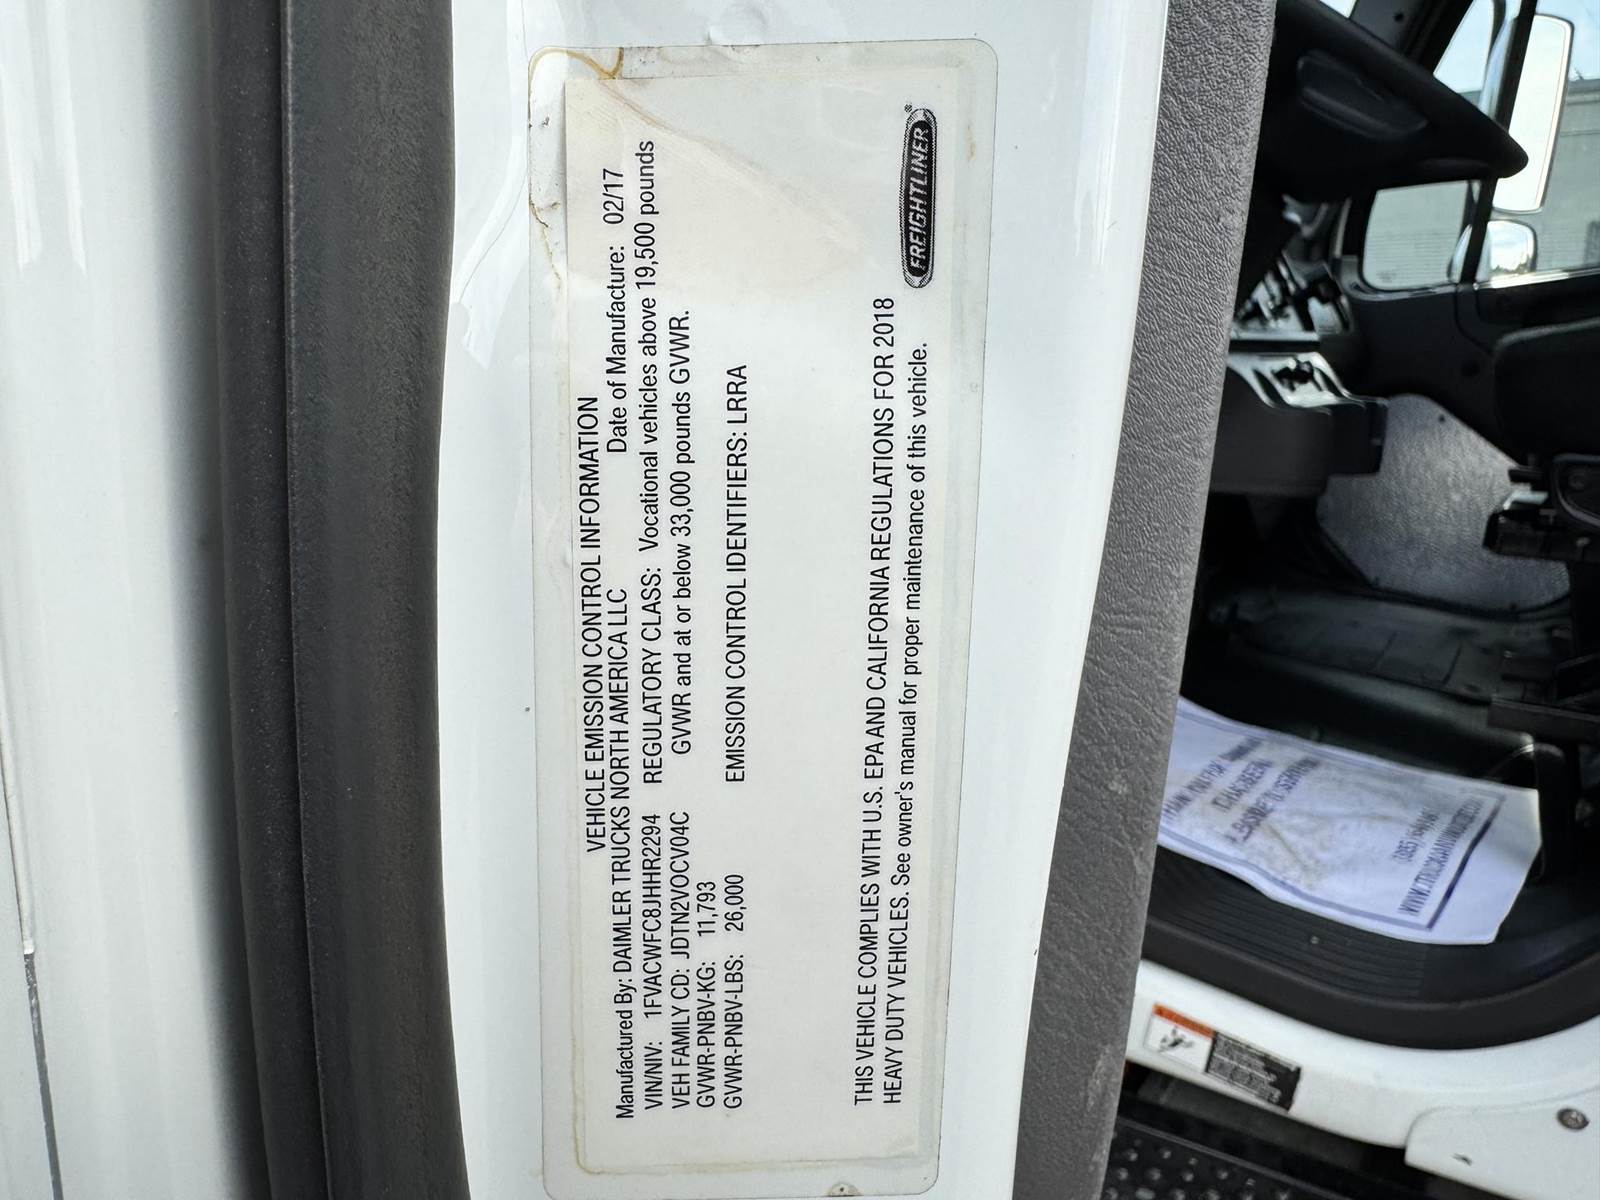 VEHICLE EMISSION CONTROL INFORMATION
Manufactured By: DAIMLER TRUCKS NORTH AMERICA LLC Date of Manufacture: 02/17
VIN/NIV: 1FVACWFC8JHHR2294 REGULATORY CLASS: Vocational vehicles above 19,500 pounds
VEH FAMILY CD: JDTN2VOCV04C GVWR and at or below 33,000 pounds GVWR.
GVWR-PNBV-KG: 11,793
GVWR-PNBV-LBS: 26,000 EMISSION CONTROL IDENTIFIERS: LRRA
THIS VEHICLE COMPLIES WITH U.S. EPA AND CALIFORNIA REGULATIONS FOR 2018
HEAVY DUTY VEHICLES. See owner's manual for proper maintenance of this vehicle.
FREIGHTLINER®
THANK YOU FOR